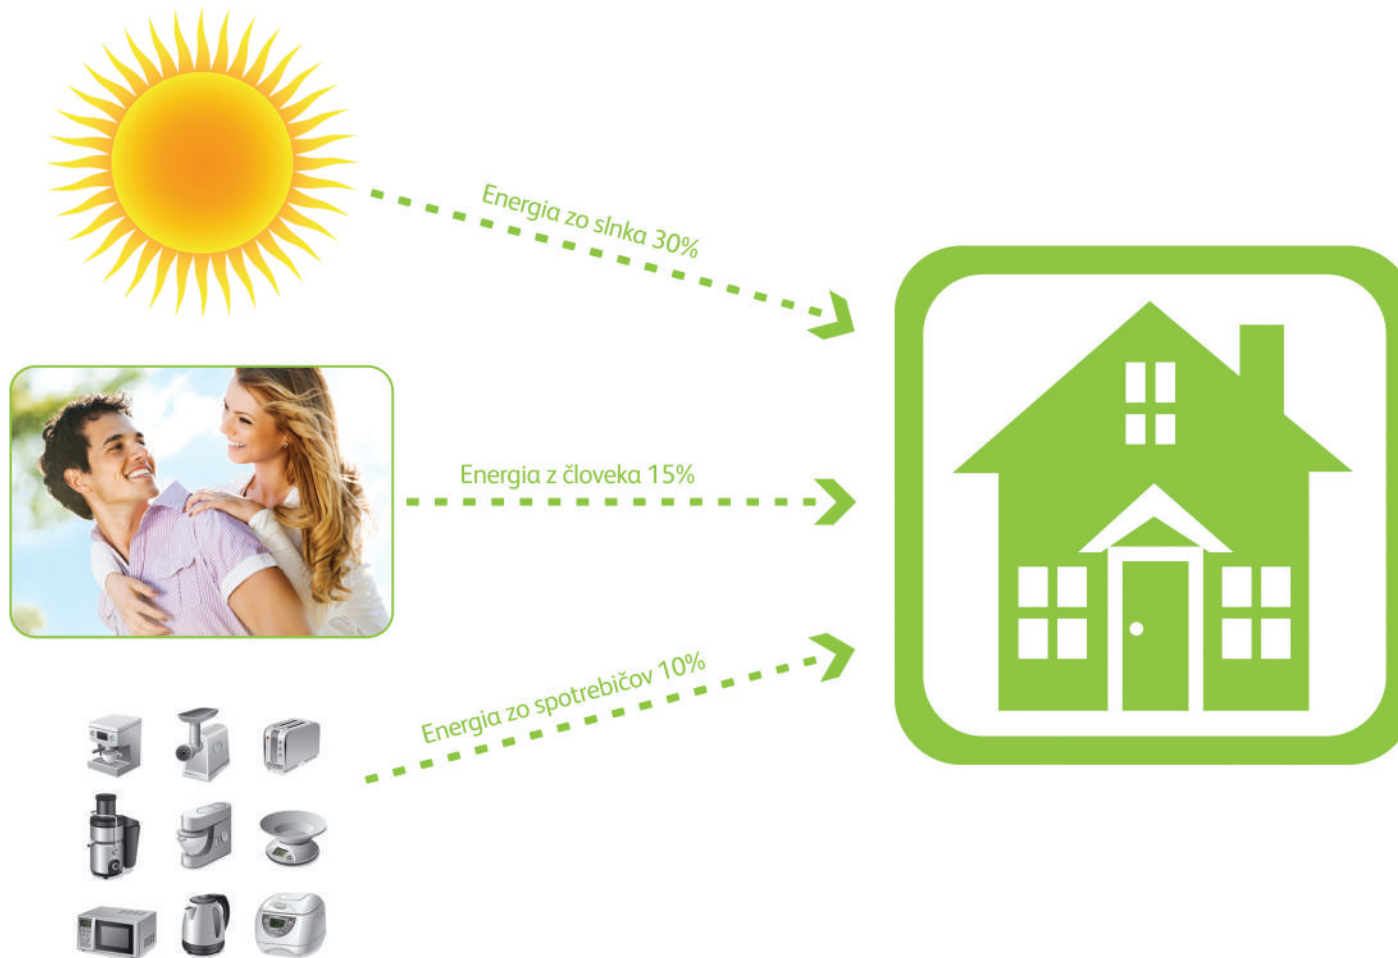 Energia zo slnka 30%
Energia z človeka 15%
Energia zo spotrebičov 10%